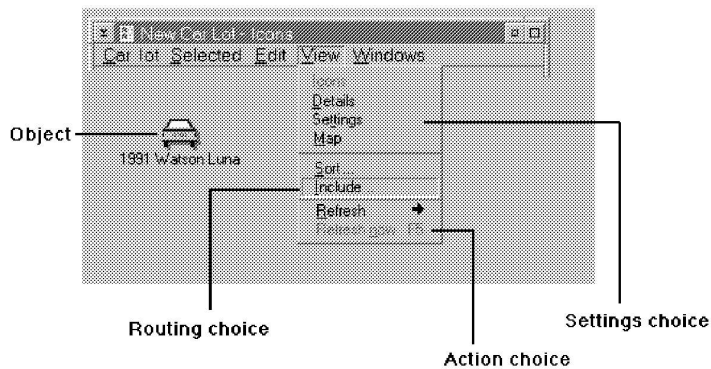 New Car Lot - Icons
Car lot Selected Edit View Windows
Icons
Details
Settings
Map
Object
1991 Watson Luna
Sort...
Include...
Refresh
Refresh now F5
Routing choice
Settings choice
Action choice